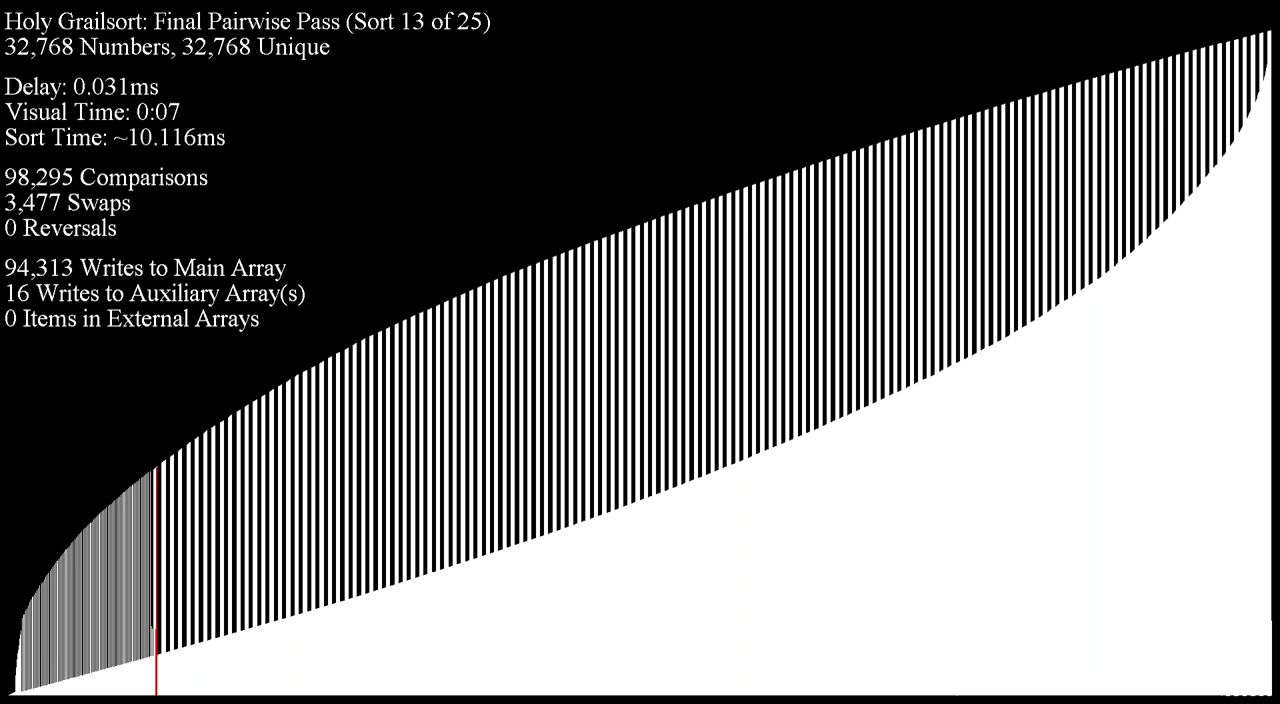 Holy Grailsort: Final Pairwise Pass (Sort 13 of 25)
32,768 Numbers, 32,768 Unique
Delay: 0.031ms
Visual Time: 0:07
Sort Time: ~10.116ms
98,295 Comparisons
3,477 Swaps
0 Reversals
94,313 Writes to Main Array
16 Writes to Auxiliary Array(s)
0 Items in External Arrays